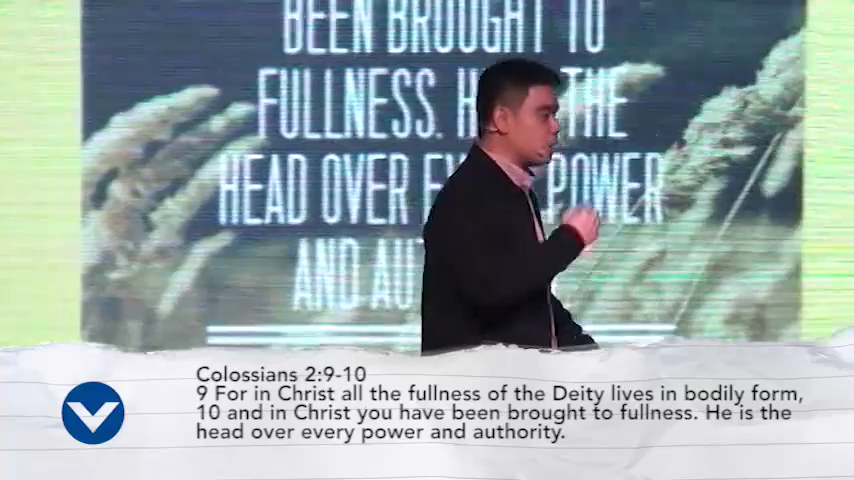 BEEN BROUGHT TO
FULLNESS. THE
HEAD OVER POWER
AND
Colossians 2:9-10
9 For in Christ all the fullness of the Deity lives in bodily form,
10 and in Christ you have been brought to fullness. He is the
head over every power and authority.